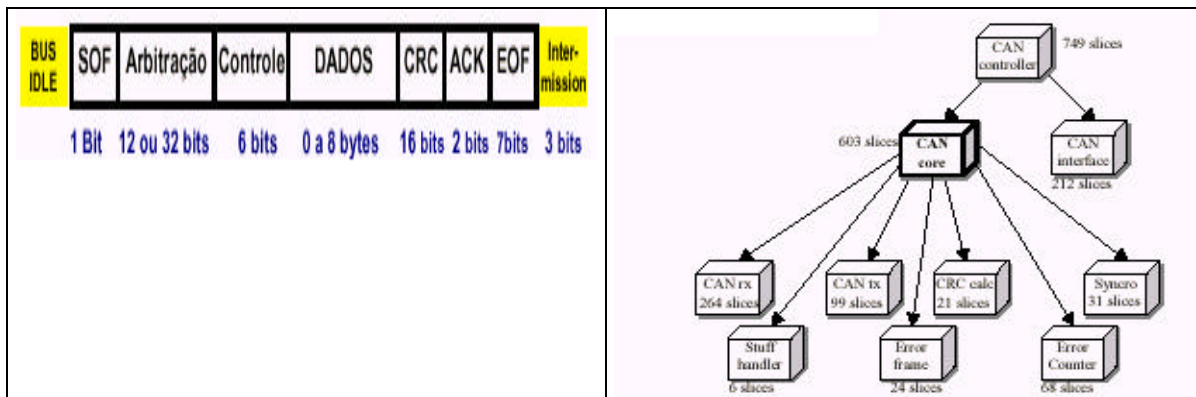 BUS IDLE
SOF
Arbitração
Controle
DADOS
CRC
ACK
EOF
Inter-
mission
1 Bit
12 ou 32 bits
6 bits
0 a 8 bytes
16 bits
2 bits
7bits
3 bits
CAN
controller
749 slices
603 slices
CAN
core
CAN
interface
212 slices
CAN rx
264 slices
CAN tx
99 slices
CRC calc
21 slices
Syncro
31 slices
Stuff
handler
6 slices
Error
frame
24 slices
Error
Counter
68 slices